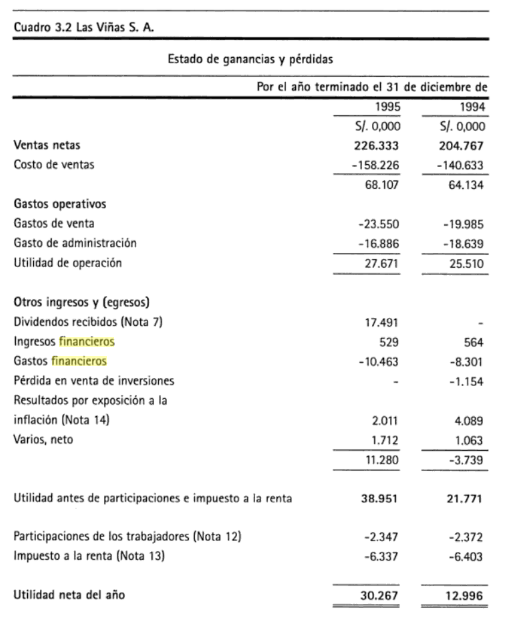 Cuadro 3.2 Las Viñas S. A.
Estado de ganancias y pérdidas
Por el año terminado el 31 de diciembre de
1995 1994
S/. 0,000 S/. 0,000
Ventas netas 226.333 204.767
Costo de ventas -158.226 -140.633
68.107 64.134
Gastos operativos
Gastos de venta -23.550 -19.985
Gasto de administración -16.886 -18.639
Utilidad de operación 27.671 25.510
Otros ingresos y (egresos)
Dividendos recibidos (Nota 7) 17.491 -
Ingresos financieros 529 564
Gastos financieros -10.463 -8.301
Pérdida en venta de inversiones - -1.154
Resultados por exposición a la
inflación (Nota 14) 2.011 4.089
Varios, neto 1.712 1.063
11.280 -3.739
Utilidad antes de participaciones e impuesto a la renta 38.951 21.771
Participaciones de los trabajadores (Nota 12) -2.347 -2.372
Impuesto a la renta (Nota 13) -6.337 -6.403
Utilidad neta del año 30.267 12.996